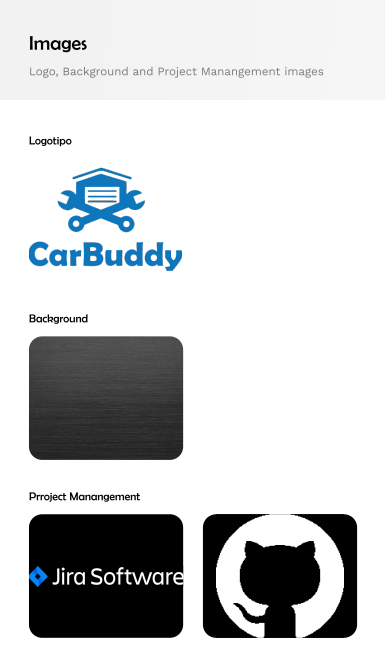 Images
Logo, Background and Project Manangement images
Logotipo
CarBuddy
Background
Prroject Manangement
Jira Software